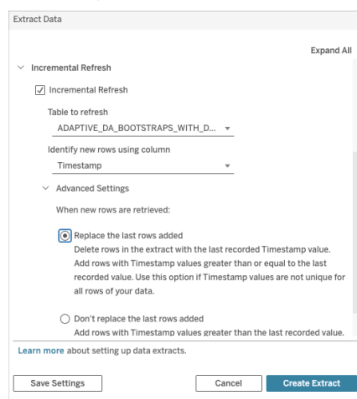 Extract Data
Expand All
Incremental Refresh
Incremental Refresh
Table to refresh
ADAPTIVE_DA_BOOTSTRAPS_WITH_D...
Identify new rows using column
Timestamp
Advanced Settings
When new rows are retrieved:
Replace the last rows added
Delete rows in the extract with the last recorded Timestamp value.
Add rows with Timestamp values greater than or equal to the last
recorded value. Use this option if Timestamp values are not unique for
all rows of your data.
Don't replace the last rows added
Add rows with Timestamp values greater than the last recorded value.
Learn more about setting up data extracts.
Save Settings
Cancel
Create Extract